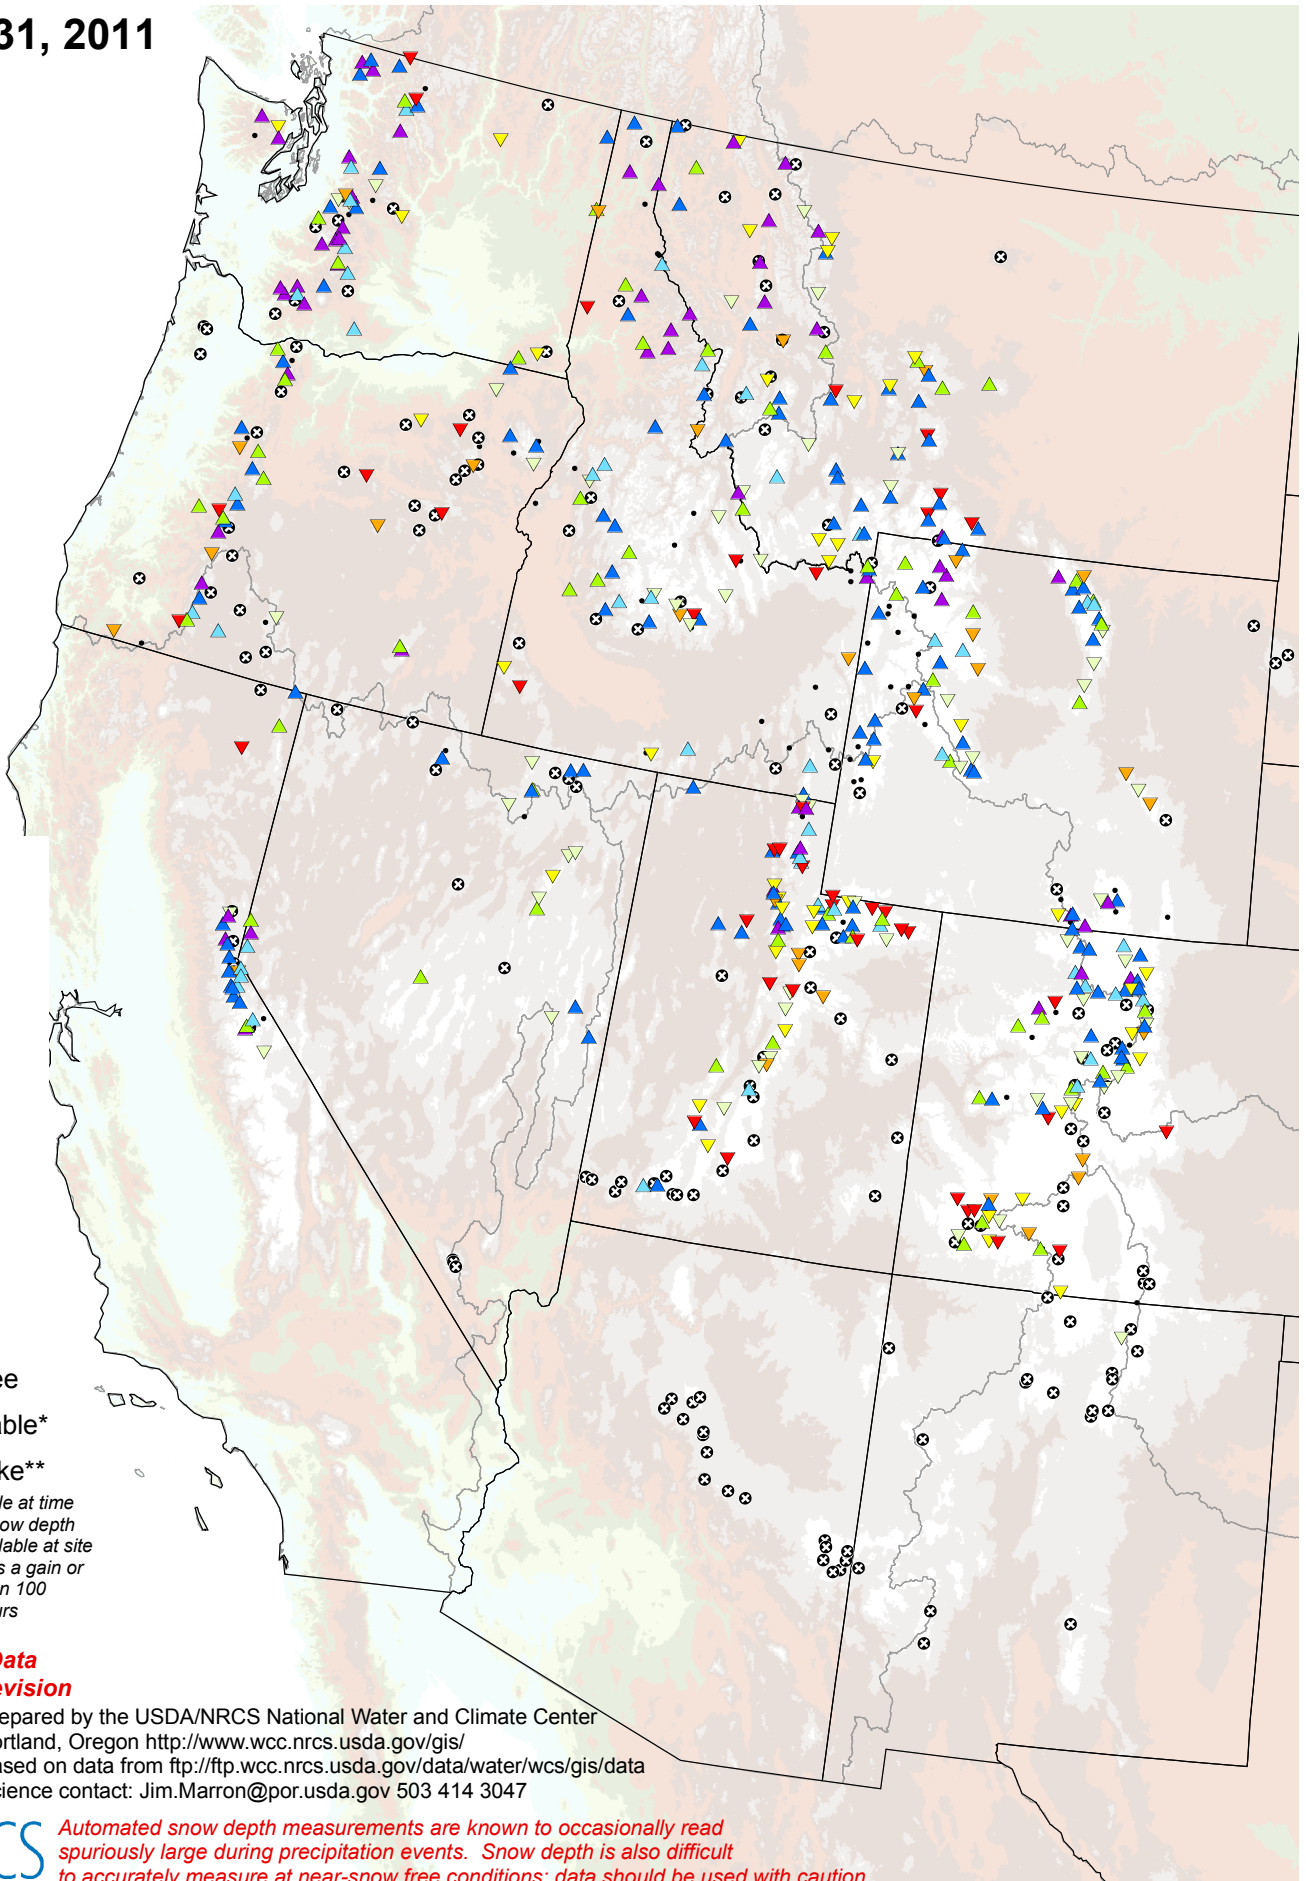 31, 2011
ee
able*
ke**
le at time
ow depth
ilable at site
s a gain or
n 100
urs
Data
evision
epared by the USDA/NRCS National Water and Climate Center
ortland, Oregon http://www.wcc.nrcs.usda.gov/gis/
ased on data from ftp://ftp.wcc.nrcs.usda.gov/data/water/wcs/gis/data
cience contact: Jim.Marron@por.usda.gov 503 414 3047
CS
Automated snow depth measurements are known to occasionally read
spuriously large during precipitation events. Snow depth is also difficult
to accurately measure at near-snow free conditions; data should be used with caution